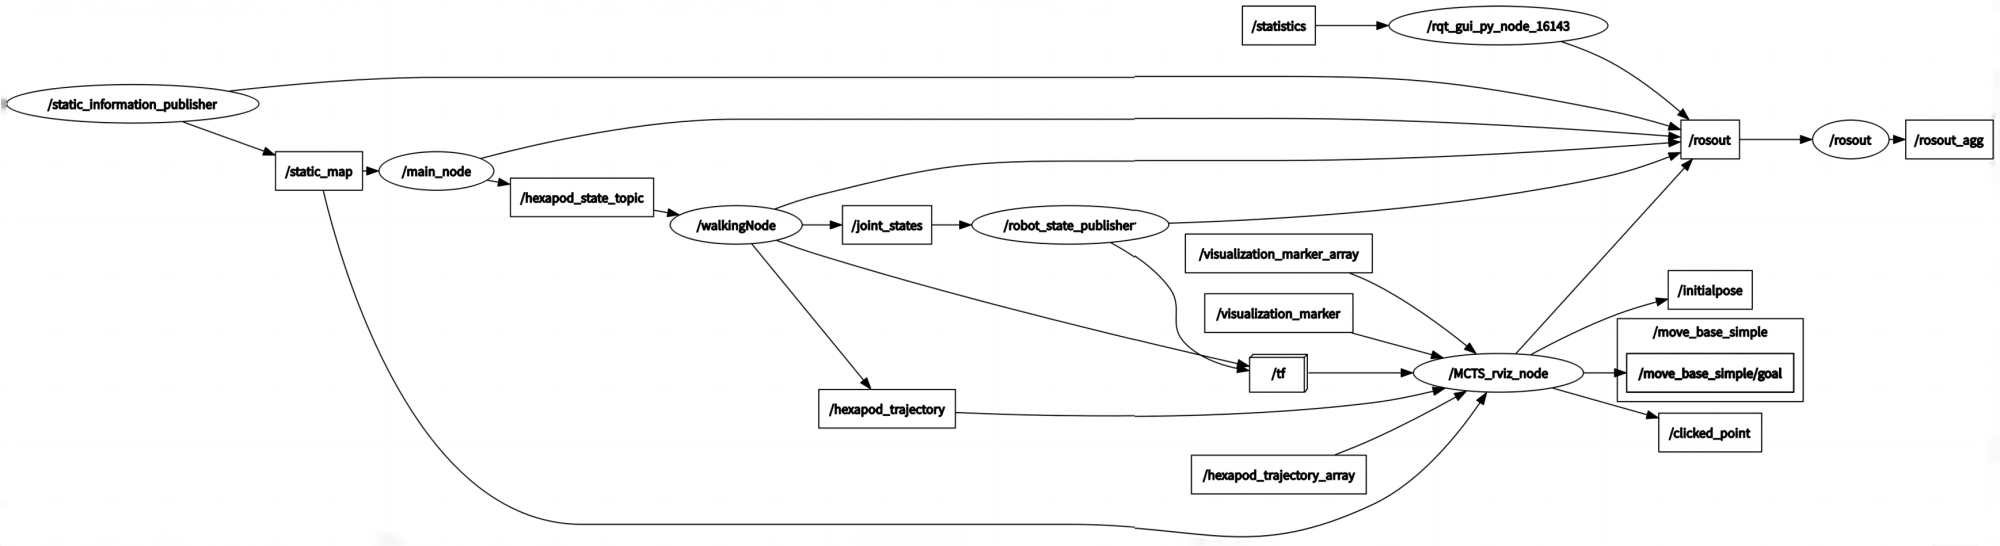 /statistics
/rqt_gui_py_node_16143
/static_information_publisher
/static_map
/main_node
/hexapod_state_topic
/walkingNode
/joint_states
/robot_state_publisher
/rosout
/rosout
/rosout_agg
/visualization_marker_array
/visualization_marker
/tf
/MCTS_rviz_node
/initialpose
/move_base_simple
/move_base_simple/goal
/clicked_point
/hexapod_trajectory
/hexapod_trajectory_array